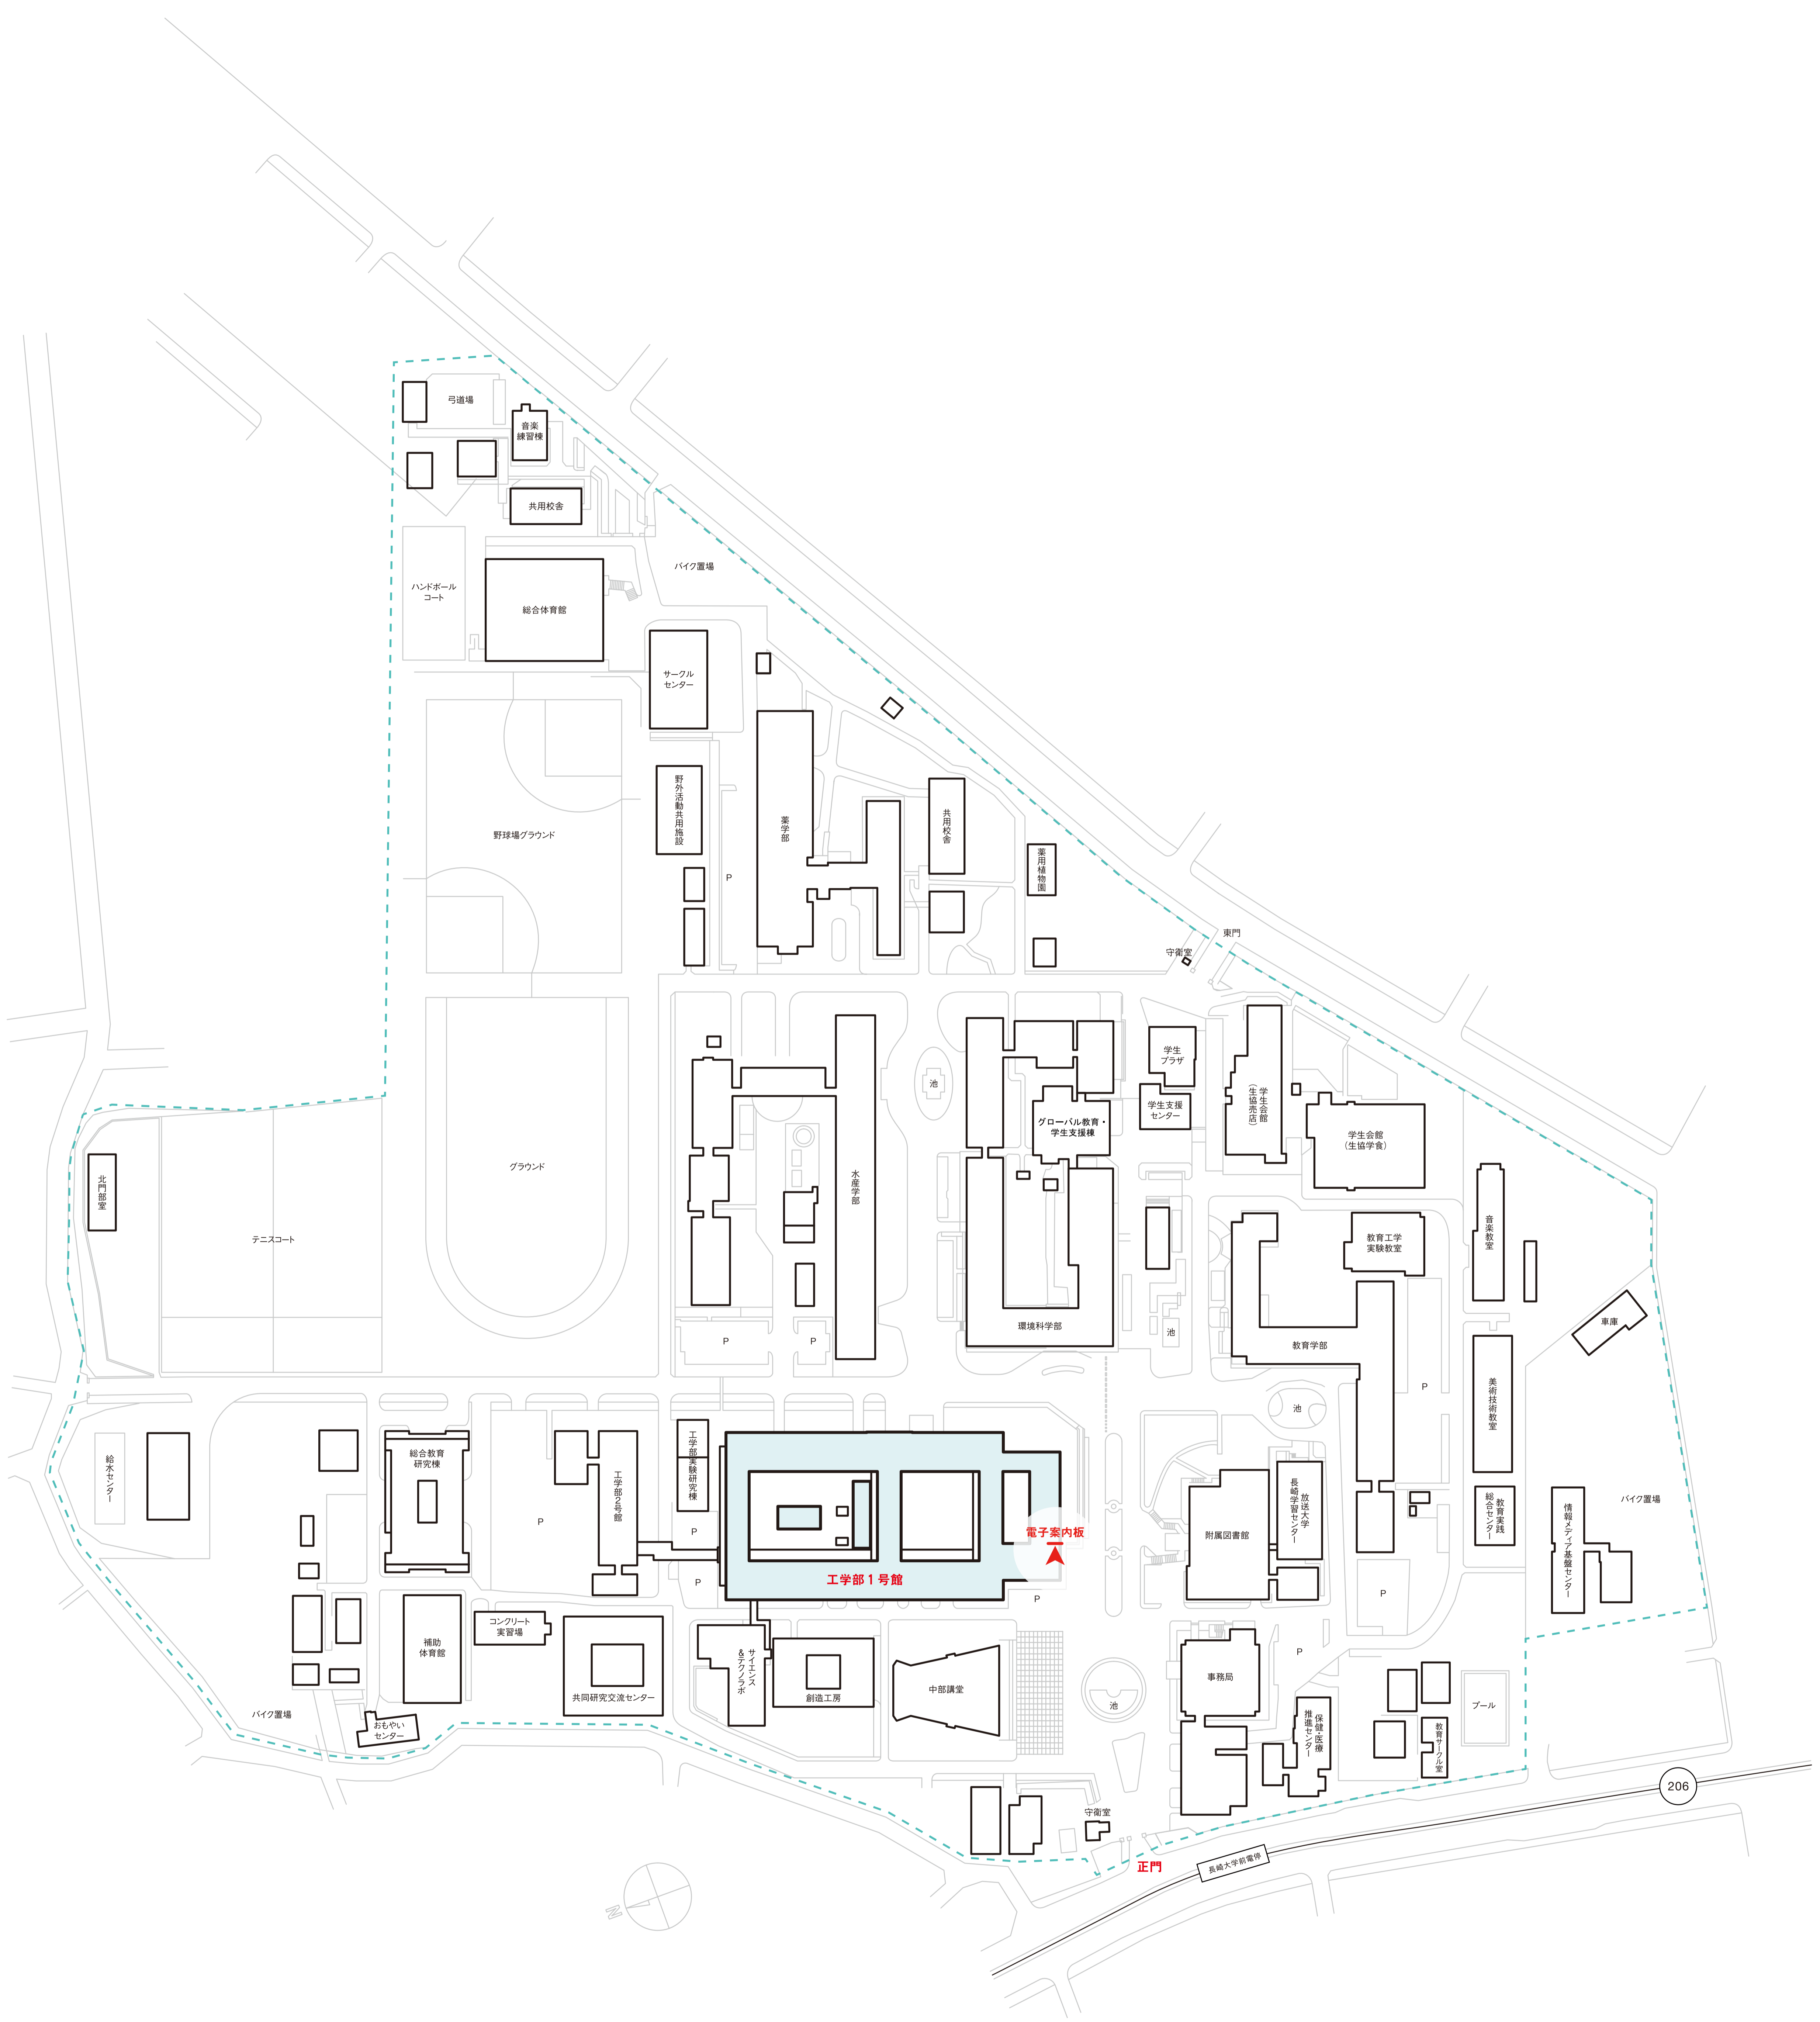 弓道場
音楽
練習棟
共用校舎
バイク置場
ハンドボール
コート
総合体育館
サークル
センター
野外活動共用施設
薬学部
共用校舎
野球場グラウンド
P
薬用植物園
東門
守衛室
学生
プラザ
池
学生会館
(生協売店)
学生支援
センター
グローバル教育・
学生支援棟
学生会館
(生協学食)
グラウンド
水産学部
北門部室
テニスコート
音楽教室
教育工学
実験教室
車庫
環境科学部
池
P
P
教育学部
P
美術技術教室
池
給水センター
総合教育
研究棟
工学部実験研究棟
工学部2号館
放送大学
長崎学習センター
教育実践
総合センター
バイク置場
情報メディア基盤センター
P
P
電子案内板
附属図書館
工学部1号館
P
P
P
コンクリート
実習場
補助
体育館
サイエンス
&テクノラボ
P
事務局
共同研究交流センター
創造工房
中部講堂
池
プール
バイク置場
おもやい
センター
保健・医療
推進センター
教育サークル室
206
守衛室
正門
長崎大学前電停
N